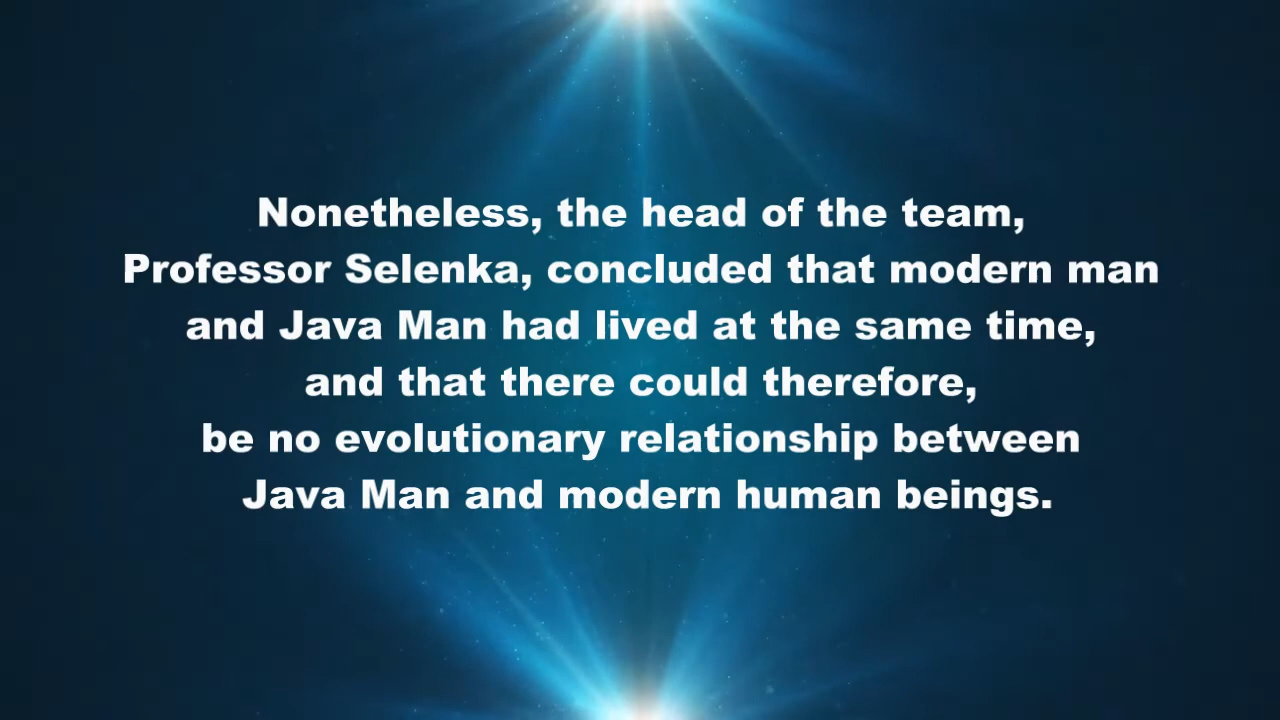 Nonetheless, the head of the team,
Professor Selenka, concluded that modern man
and Java Man had lived at the same time,
and that there could therefore,
be no evolutionary relationship between
Java Man and modern human beings.